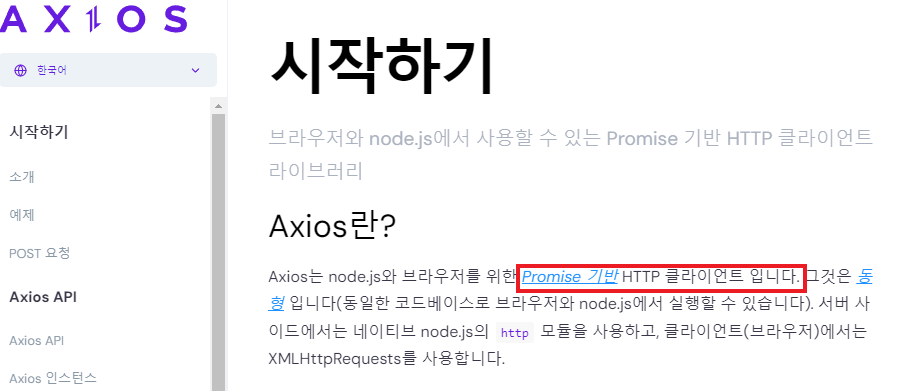 AXIOS
한국어
시작하기
소개
예제
POST 요청
Axios API
Axios API
Axios 인스턴스
시작하기
브라우저와 node.js에서 사용할 수 있는 Promise 기반 HTTP 클라이언트
라이브러리
Axios란?
Axios는 node.js와 브라우저를 위한 Promise 기반 HTTP 클라이언트 입니다. 그것은 동
형 입니다(동일한 코드베이스로 브라우저와 node.js에서 실행할 수 있습니다). 서버 사
이드에서는 네이티브 node.js의 http 모듈을 사용하고, 클라이언트(브라우저)에서는
XMLHttpRequests를 사용합니다.